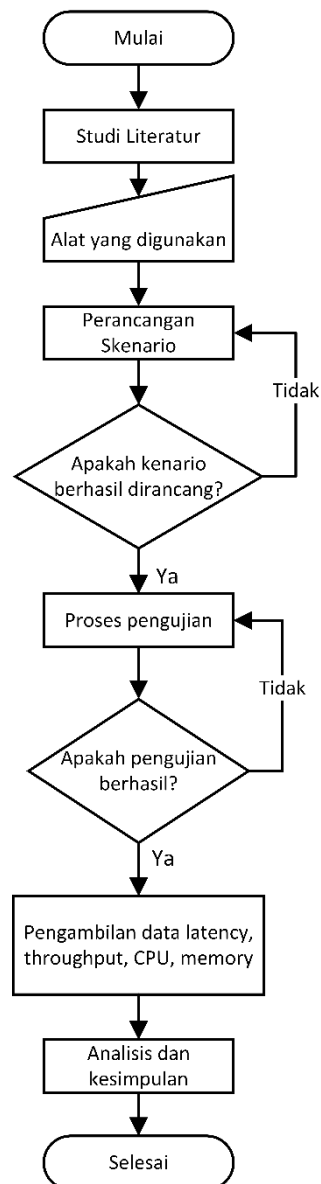 Mulai
Studi Literatur
Alat yang digunakan
Perancangan
Skenario
Tidak
Apakah kenario
berhasil dirancang?
Ya
Proses pengujian
Tidak
Apakah pengujian
berhasil?
Ya
Pengambilan data latency,
throughput, CPU, memory
Analisis dan
kesimpulan
Selesai